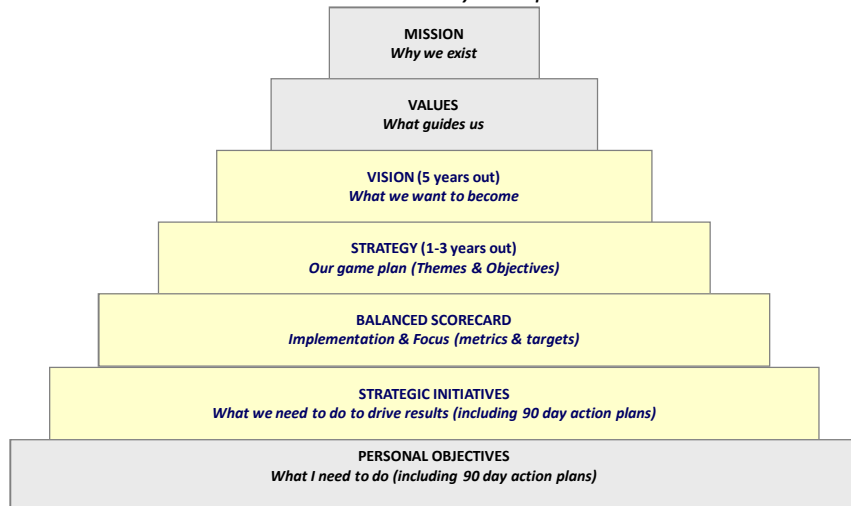 MISSION
Why we exist
VALUES
What guides us
VISION (5 years out)
What we want to become
STRATEGY (1-3 years out)
Our game plan (Themes & Objectives)
BALANCED SCORECARD
Implementation & Focus (metrics & targets)
STRATEGIC INITIATIVES
What we need to do to drive results (including 90 day action plans)
PERSONAL OBJECTIVES
What I need to do (including 90 day action plans)